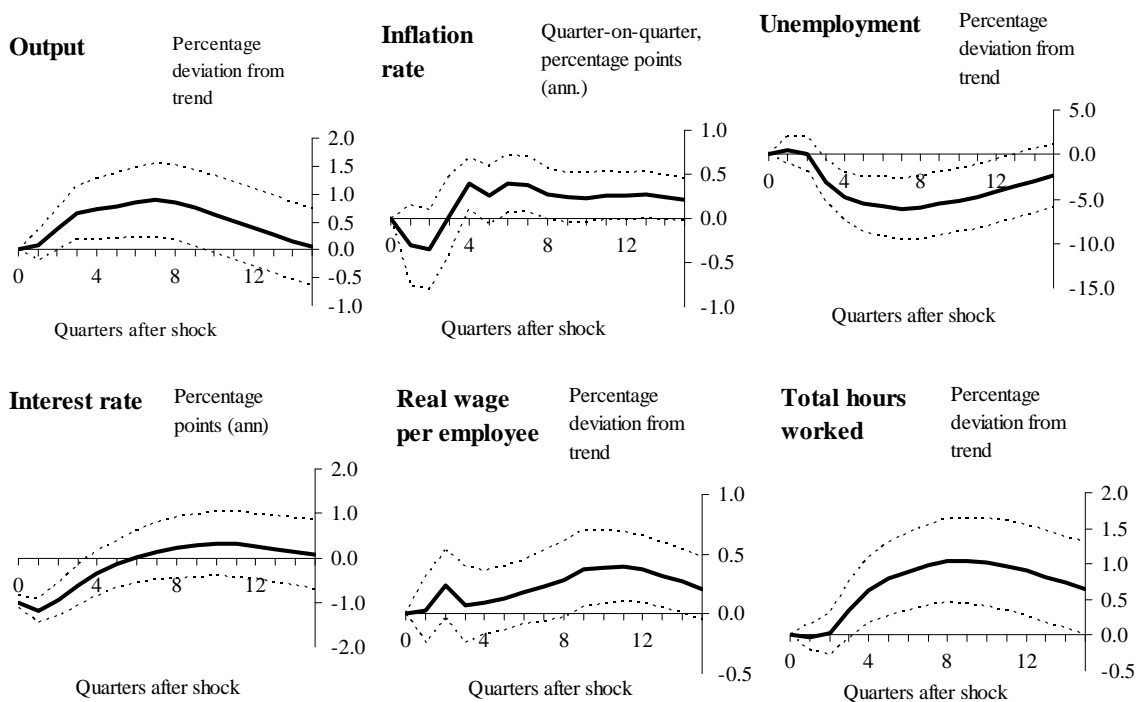 Output
Percentage
deviation from
trend
2.0
1.5
1.0
0.5
0.0
-0.5
-1.0
0
4
8
12
Quarters after shock
Inflation
rate
Quarter-on-quarter,
percentage points
(ann.)
1.0
0.5
0.0
-0.5
-1.0
0
4
8
12
Quarters after shock
Unemployment
Percentage
deviation from
trend
5.0
0.0
-5.0
-10.0
-15.0
0
4
8
12
Quarters after shock
Interest rate
Percentage
points (ann)
2.0
1.0
0.0
-1.0
-2.0
0
4
8
12
Quarters after shock
Real wage
per employee
Percentage
deviation from
trend
1.0
0.5
0.0
-0.5
0
4
8
12
Quarters after shock
Total hours
worked
Percentage
deviation from
trend
2.0
1.5
1.0
0.5
0.0
-0.5
0
4
8
12
Quarters after shock